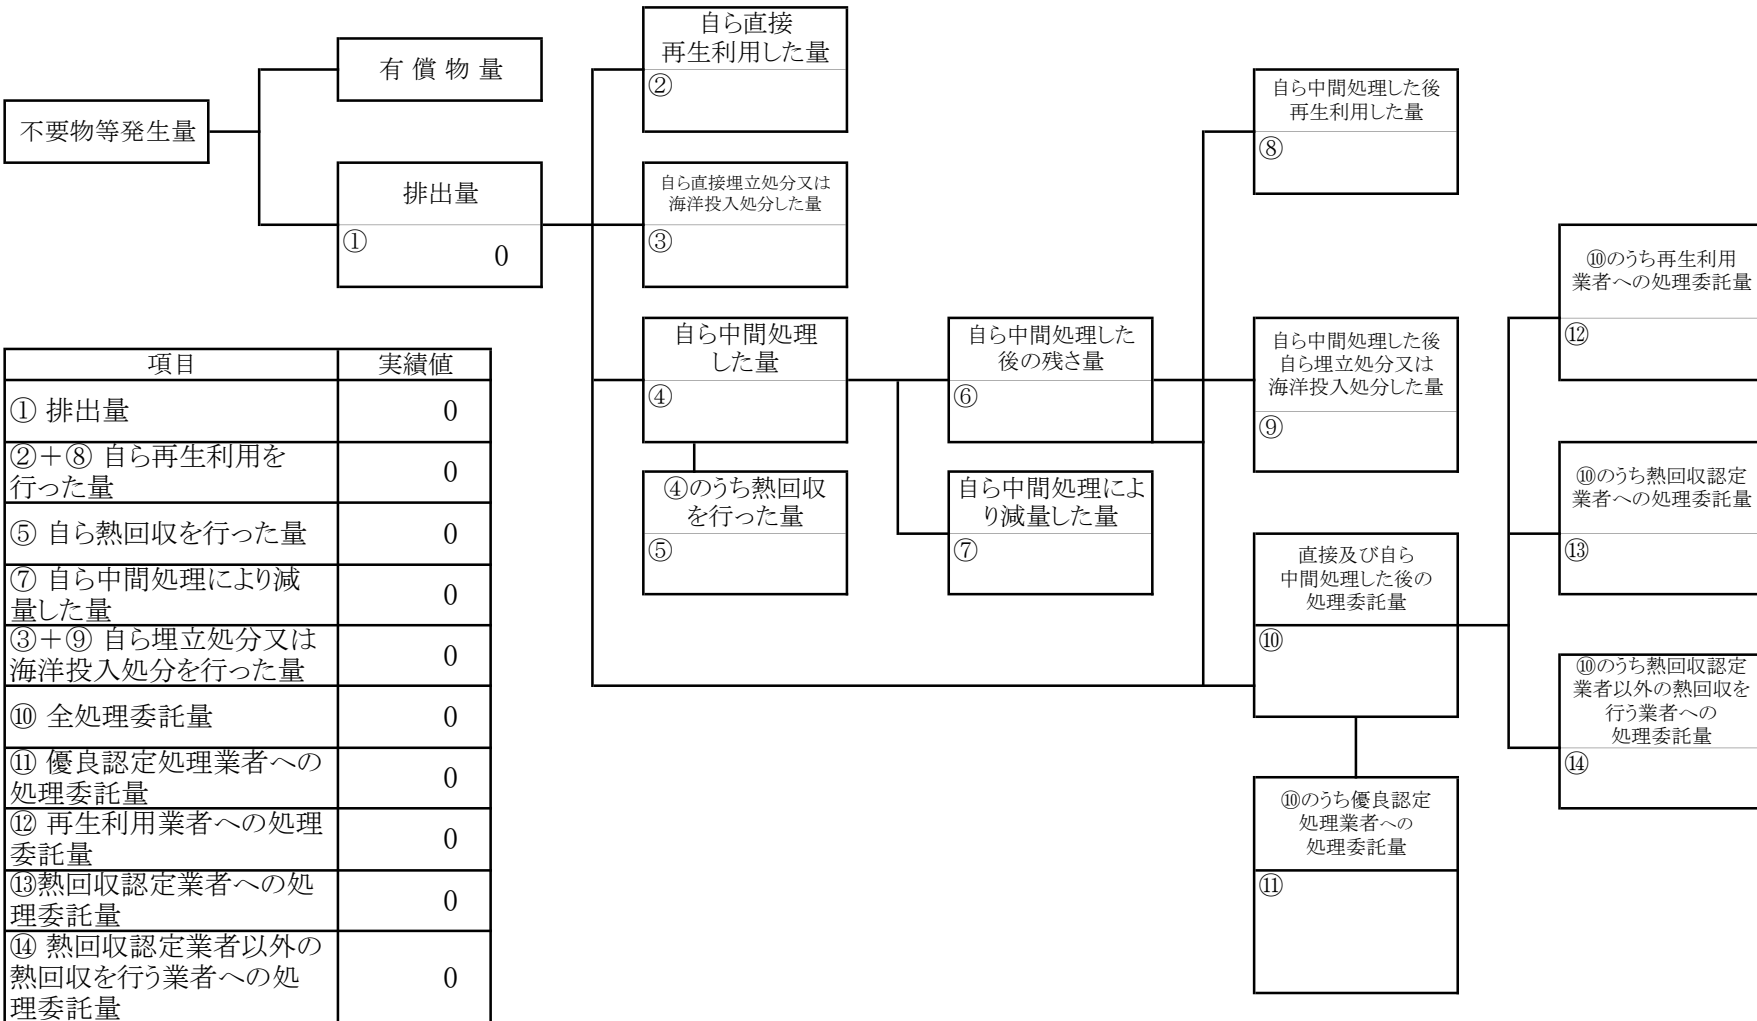 不要物等発生量
有 償 物 量
排出量
①
0
自ら直接
再生利用した量
②
自ら直接埋立処分又は
海洋投入処分した量
③
自ら中間処理
した量
④
④のうち熱回収
を行った量
⑤
自ら中間処理した
後の残さ量
⑥
自ら中間処理によ
り減量した量
⑦
自ら中間処理した後
再生利用した量
⑧
自ら中間処理した後
自ら埋立処分又は
海洋投入処分した量
⑨
直接及び自ら
中間処理した後の
処理委託量
⑩
⑩のうち優良認定
処理業者への
処理委託量
⑪
⑩のうち再生利用
業者への処理委託量
⑫
⑩のうち熱回収認定
業者への処理委託量
⑬
⑩のうち熱回収認定
業者以外の熱回収を
行う業者への
処理委託量
⑭
項目 実績値
① 排出量 0
②＋⑧ 自ら再生利用を
行った量 0
⑤ 自ら熱回収を行った量 0
⑦ 自ら中間処理により減
量した量 0
③＋⑨ 自ら埋立処分又は
海洋投入処分を行った量 0
⑩ 全処理委託量 0
⑪ 優良認定処理業者への
処理委託量 0
⑫ 再生利用業者への処理
委託量 0
⑬熱回収認定業者への処
理委託量 0
⑭ 熱回収認定業者以外の
熱回収を行う業者への処 0
理委託量